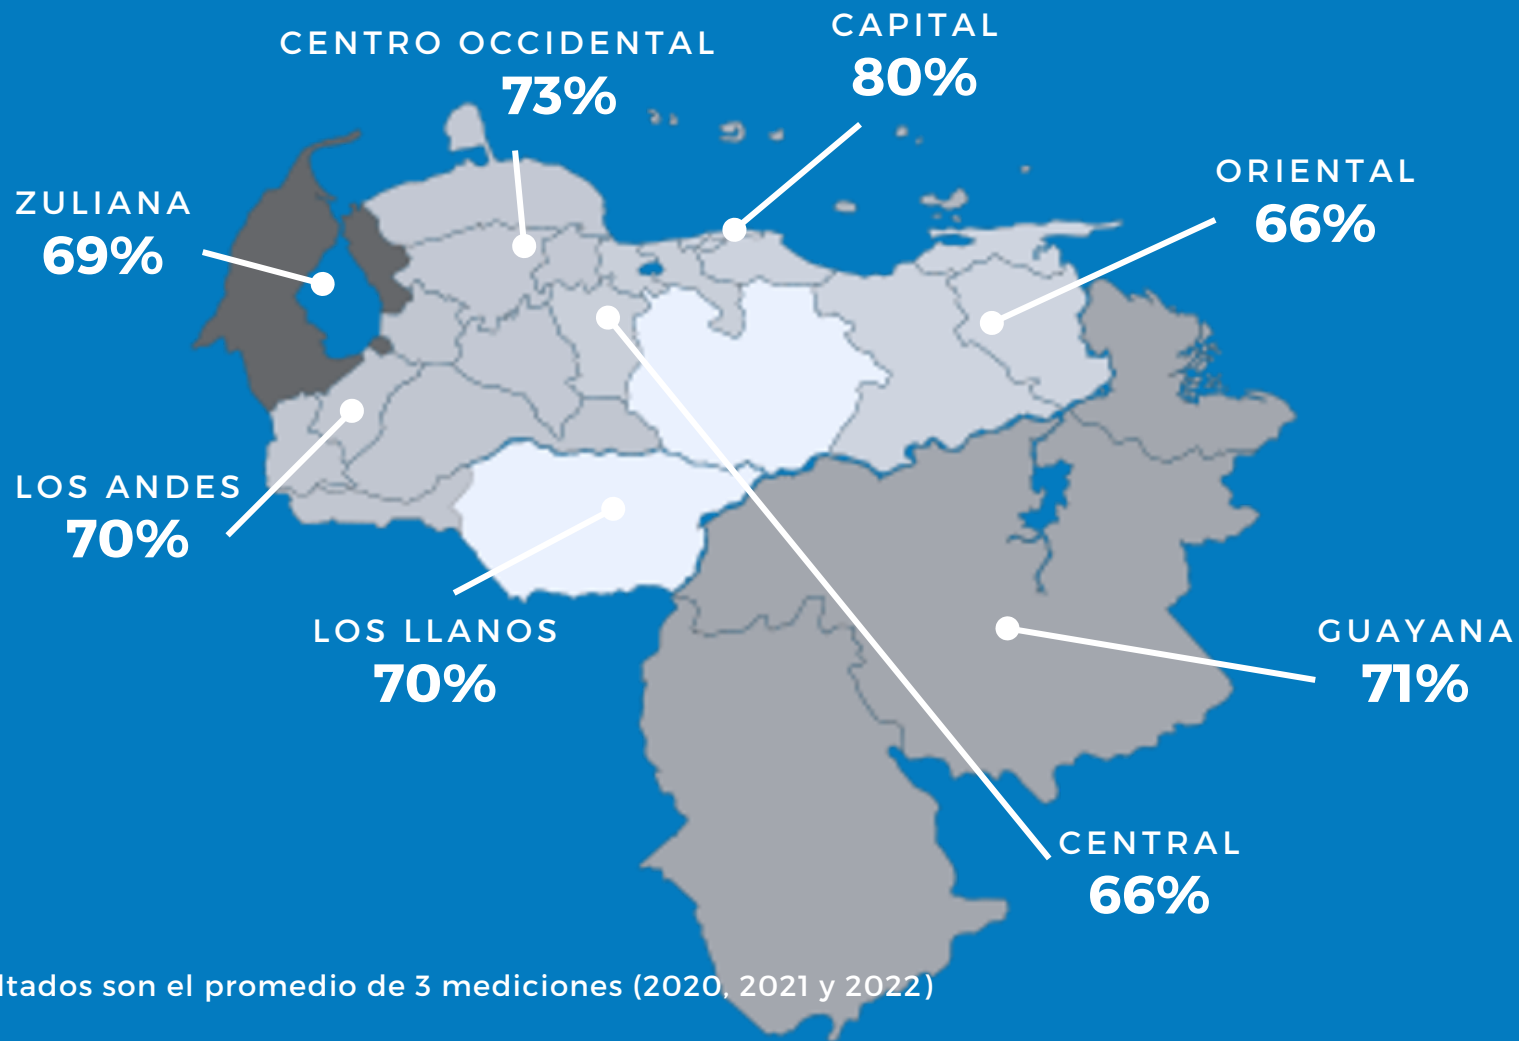 CENTRO OCCIDENTAL
73%
CAPITAL
80%
ZULIANA
69%
ORIENTAL
66%
LOS ANDES
70%
LOS LLANOS
70%
GUAYANA
71%
CENTRAL
66%
ltados son el promedio de 3 mediciones (2020, 2021 y 2022)